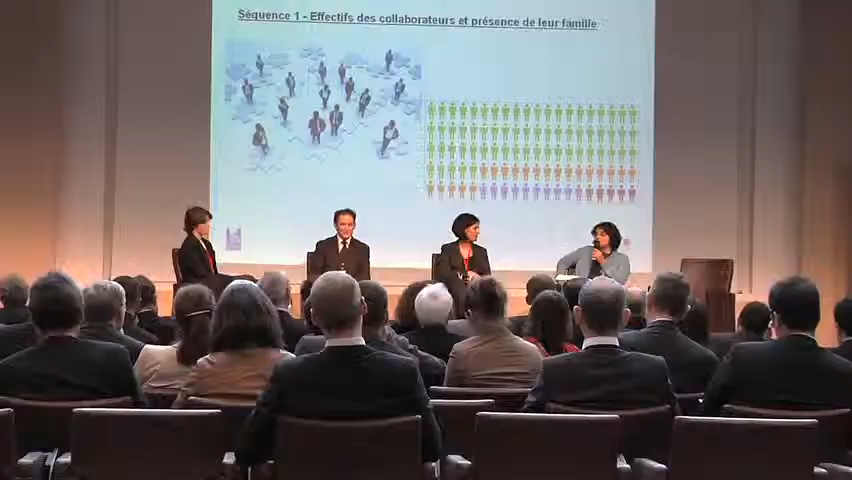 Séquence 1 - Effectifs des collaborateurs et présence de leur famille